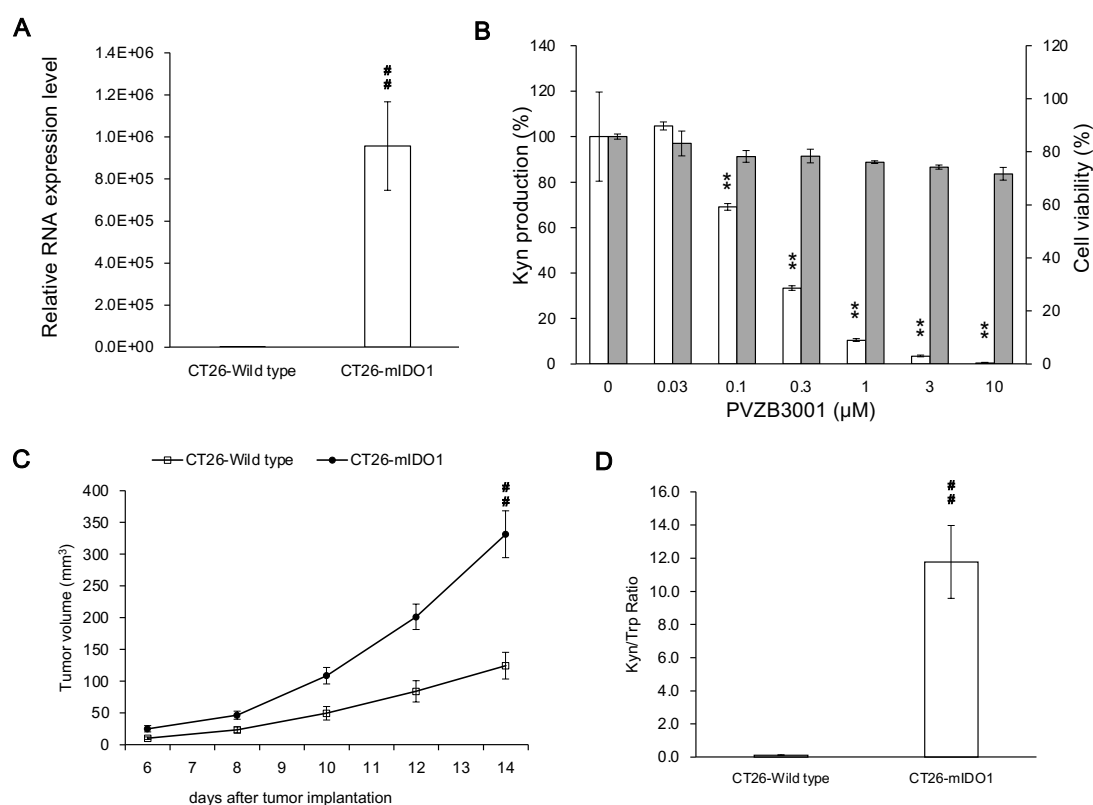 A
Relative RNA expression level
1.4E+06
1.2E+06
1.0E+06
8.0E+05
6.0E+05
4.0E+05
2.0E+05
0.0E+00
#
#
CT26-Wild type
CT26-mIDO1
B
Kyn production (%)
140
120
100
80
60
40
20
0
**
**
**
**
**
120
100
80
60
40
20
0
Cell viability (%)
0 0.03 0.1 0.3 1 3 10
PVZB3001 (µM)
C
CT26-Wild type CT26-mIDO1
Tumor volume (mm³)
400
350
300
250
200
150
100
50
0
#
#
6 7 8 9 10 11 12 13 14
days after tumor implantation
D
Kyn/Trp Ratio
16.0
14.0
12.0
10.0
8.0
6.0
4.0
2.0
0.0
#
#
CT26-Wild type
CT26-mIDO1